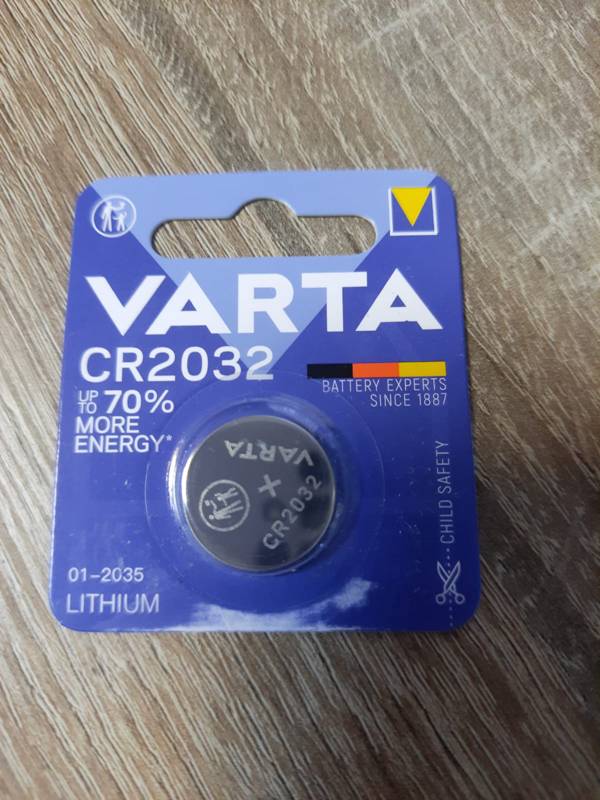 VARTA
CR2032
UP TO 70%
MORE
ENERGY*
BATTERY EXPERTS
SINCE 1887
VARTA
+
CR2032
CHILD SAFETY
01-2035
LITHIUM